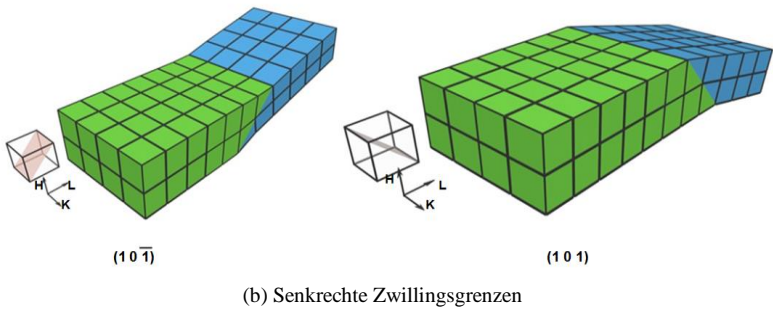 H L K
H L K
(1 0 1̅)
(1 0 1)
(b) Senkrechte Zwillingsgrenzen